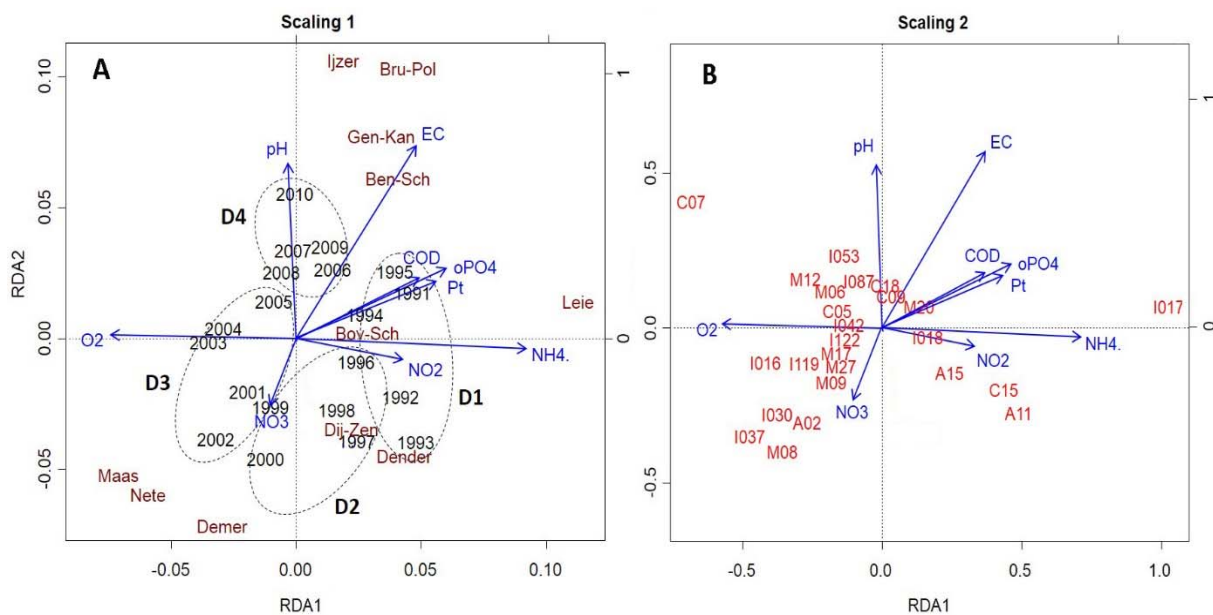 Scaling 1
A
Ijzer
Bru-Pol
Gen-Kan
EC
pH
Ben-Sch
2010
D4
2007 2009
2008 2006
COD
oPO4
Pt
1995
1991
2005
Leie
1994
2004
2003
Boy-Sch
O2
NH4.
NO2
1996
D3
D1
2001
1992
1999
1998
NO3
Dij-Zen
2002
1997 1993
2000
Dender
Maas
Nete
D2
Demer
0.10
0.05
0.00
-0.05
RDA2
1
0
-0.05
0.00
0.05
0.10
RDA1
Scaling 2
B
pH
EC
C07
I053
COD
oPO4
Pt
M12
I087
C18
M06
C09
C05
M20
I017
I042
O2
I122
I018
NH4.
NO2
M17
I016
I119
M27
M09
A15
C15
NO3
I030
A02
A11
I037
M08
0.5
0.0
-0.5
1
0
-0.5
0.0
0.5
1.0
RDA1